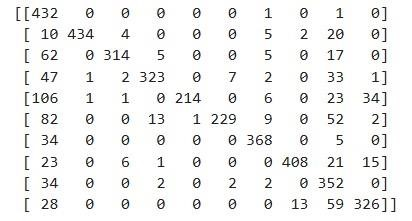 [[432 0 0 0 0 0 1 0 1 0]
[ 10 434 4 0 0 0 5 2 20 0]
[ 62 0 314 5 0 0 5 0 17 0]
[ 47 1 2 323 0 7 2 0 33 1]
[106 1 1 0 214 0 6 0 23 34]
[ 82 0 0 13 1 229 9 0 52 2]
[ 34 0 0 0 0 0 368 0 5 0]
[ 23 0 6 1 0 0 0 408 21 15]
[ 34 0 0 2 0 2 2 0 352 0]
[ 28 0 0 0 0 0 0 13 59 326]]